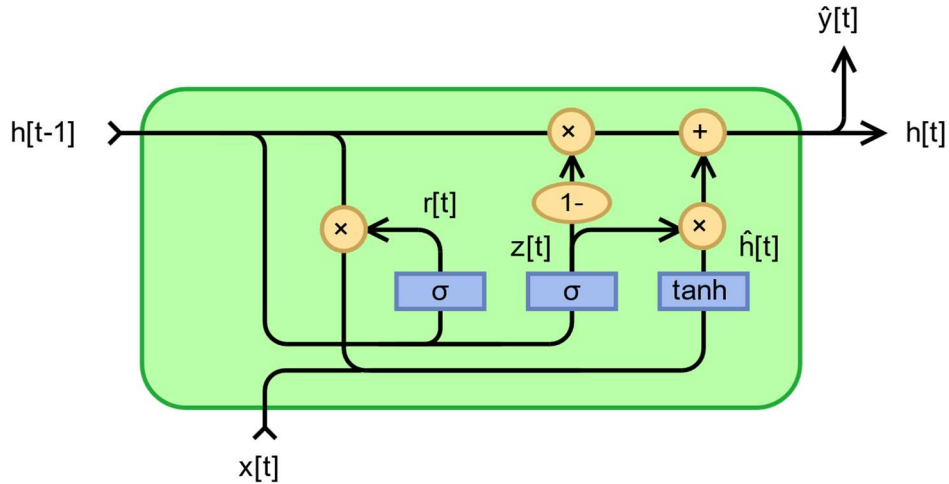 ŷ[t]
h[t-1]
×
+
h[t]
1-
r[t]
×
×
z[t]
ĥ[t]
σ
σ
tanh
x[t]